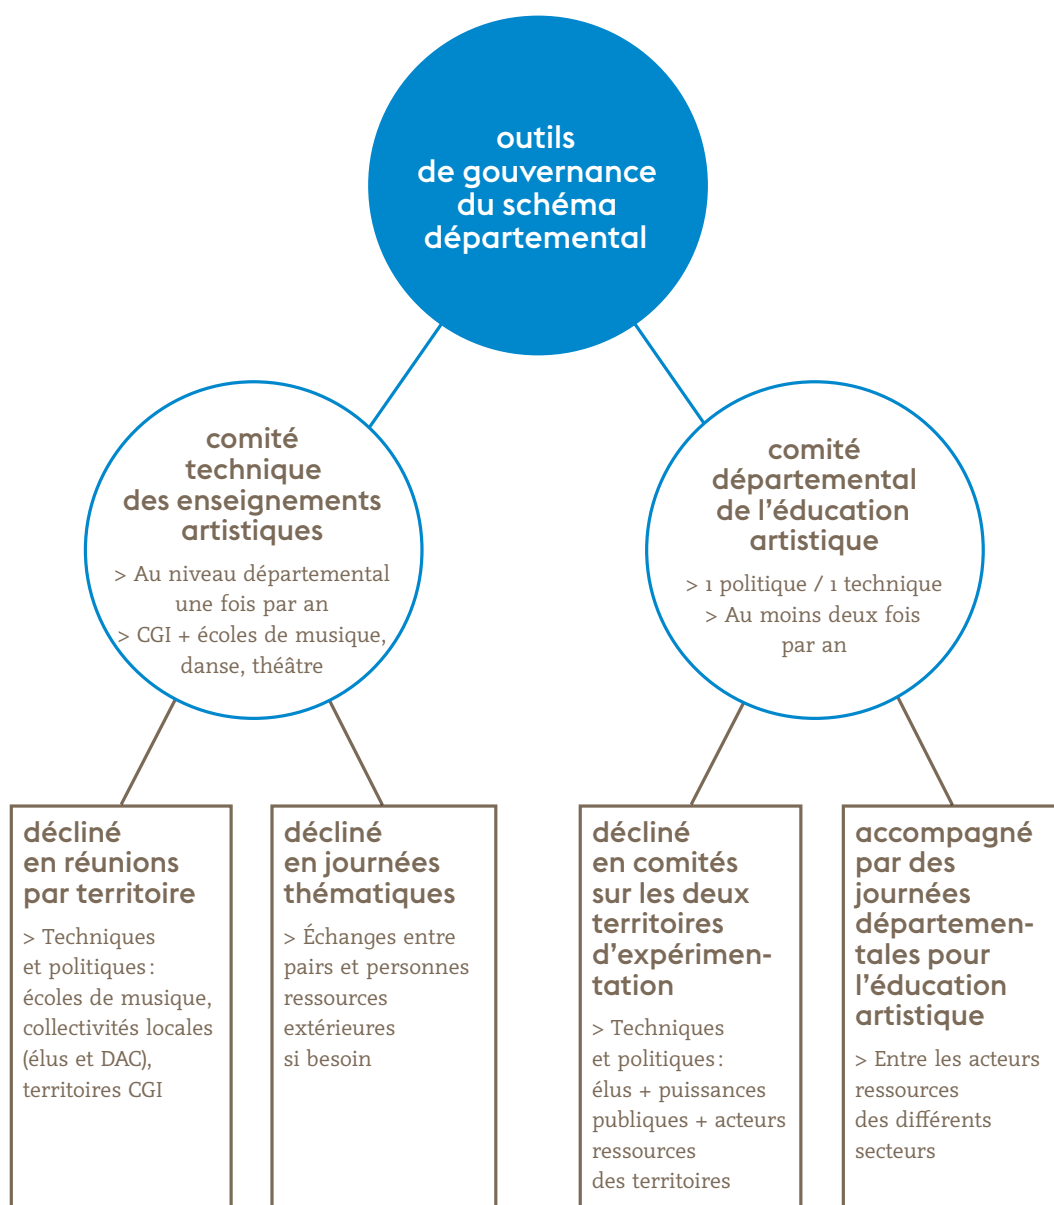 outils
de gouvernance
du schéma
départemental
comité
technique
des enseignements
artistiques
> Au niveau départemental
une fois par an
> CGI + écoles de musique,
danse, théâtre
comité
départemental
de l'éducation
artistique
> 1 politique / 1 technique
> Au moins deux fois
par an
décliné
en réunions
par territoire
> Techniques
et politiques :
écoles de musique,
collectivités locales
(élus et DAC),
territoires CGI
décliné
en journées
thématiques
> Échanges entre
pairs et personnes
ressources
extérieures
si besoin
décliné
en comités
sur les deux
territoires
d'expérimen-
tation
> Techniques
et politiques :
élus + puissances
publiques + acteurs
ressources
des territoires
accompagné
par des
journées
départemen-
tales pour
l'éducation
artistique
> Entre les acteurs
ressources
des différents
secteurs